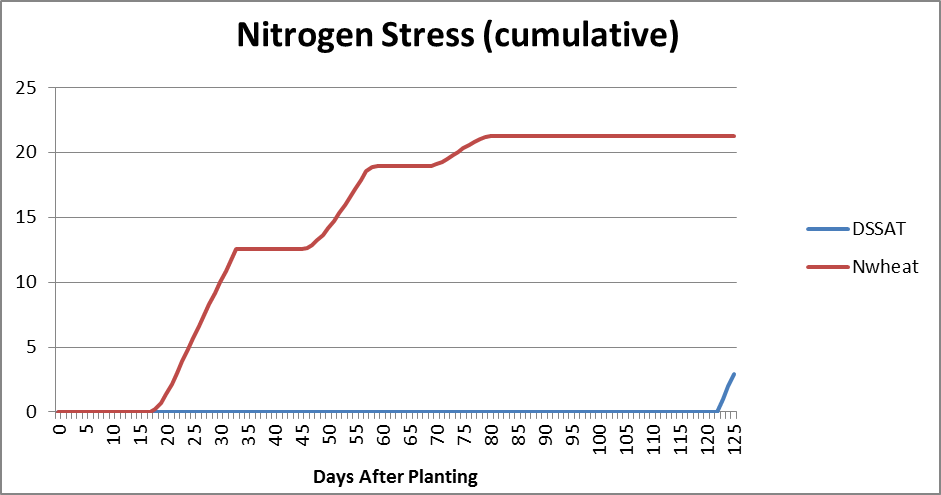 Nitrogen Stress (cumulative)
25
20
15
10
5
0
DSSAT
Nwheat
0 5 10 15 20 25 30 35 40 45 50 55 60 65 70 75 80 85 90 95 100 105 110 115 120 125
Days After Planting